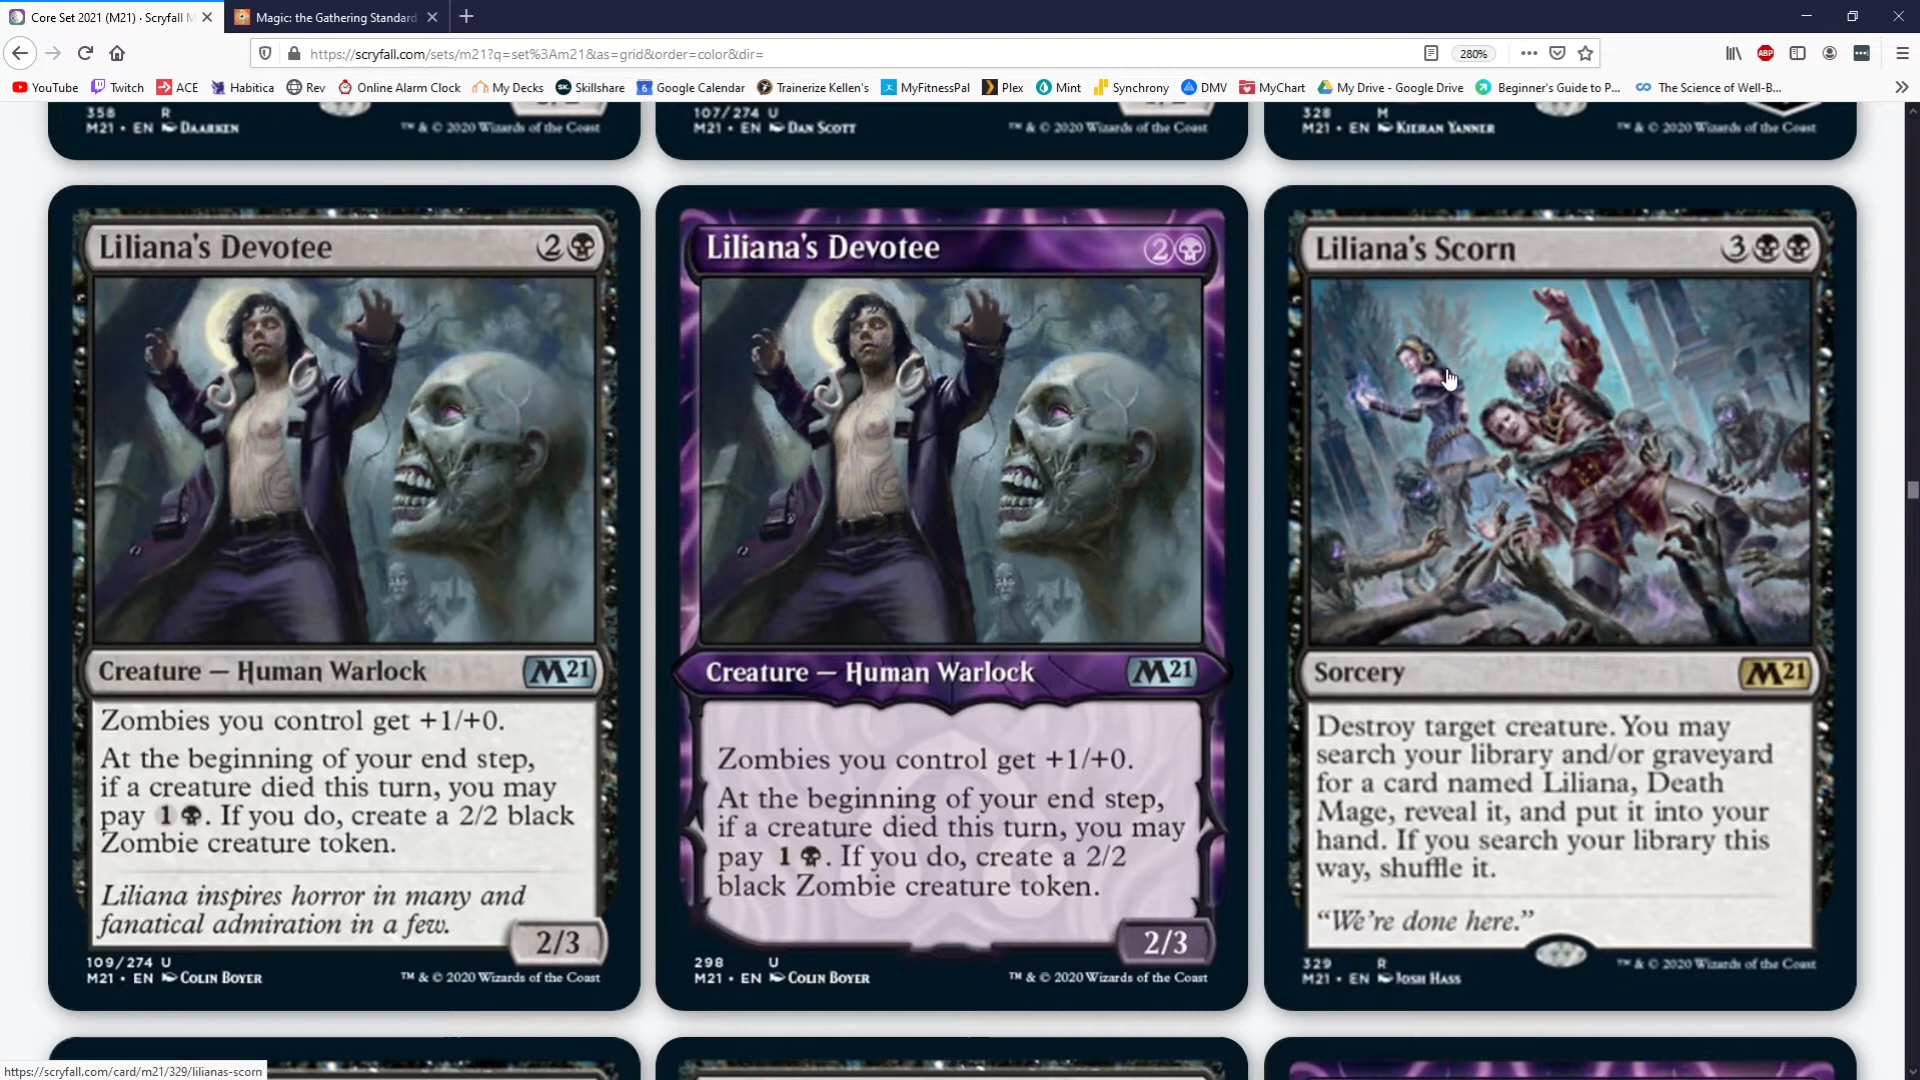 Core Set 2021 (M21) · Scryfall M
Magic: the Gathering Standard
https://scryfall.com/sets/m21?q=set%3Am21&as=grid&order=color&dir=
280%
ABP
YouTube
Twitch
ACE
Habitica
Rev
Online Alarm Clock
My Decks
Skillshare
Google Calendar
Trainerize Kellen's
MyFitnessPal
Plex
Mint
Synchrony
DMV
MyChart
My Drive - Google Drive
Beginner's Guide to P...
The Science of Well-B...
358 R
M21 • EN DAARKEN
™ & © 2020 Wizards of the Coast
107/274 U
M21 • EN DAN SCOTT
™ & © 2020 Wizards of the Coast
328 M
M21 • EN KIERAN YANNER
™ & © 2020 Wizards of the Coast
Liliana's Devotee 2
Creature — Human Warlock M21
Zombies you control get +1/+0.
At the beginning of your end step,
if a creature died this turn, you may
pay 1. If you do, create a 2/2 black
Zombie creature token.
Liliana inspires horror in many and
fanatical admiration in a few.
2/3
109/274 U
M21 • EN COLIN BOYER
™ & © 2020 Wizards of the Coast
Liliana's Devotee 2
Creature — Human Warlock M21
Zombies you control get +1/+0.
At the beginning of your end step,
if a creature died this turn, you may
pay 1. If you do, create a 2/2
black Zombie creature token.
2/3
298 U
M21 • EN COLIN BOYER
™ & © 2020 Wizards of the Coast
Liliana's Scorn 3
Sorcery M21
Destroy target creature. You may
search your library and/or graveyard
for a card named Liliana, Death
Mage, reveal it, and put it into your
hand. If you search your library this
way, shuffle it.
"We're done here."
329 R
M21 • EN JOSH HASS
™ & © 2020 Wizards of the Coast
https://scryfall.com/card/m21/329/lilianas-scorn